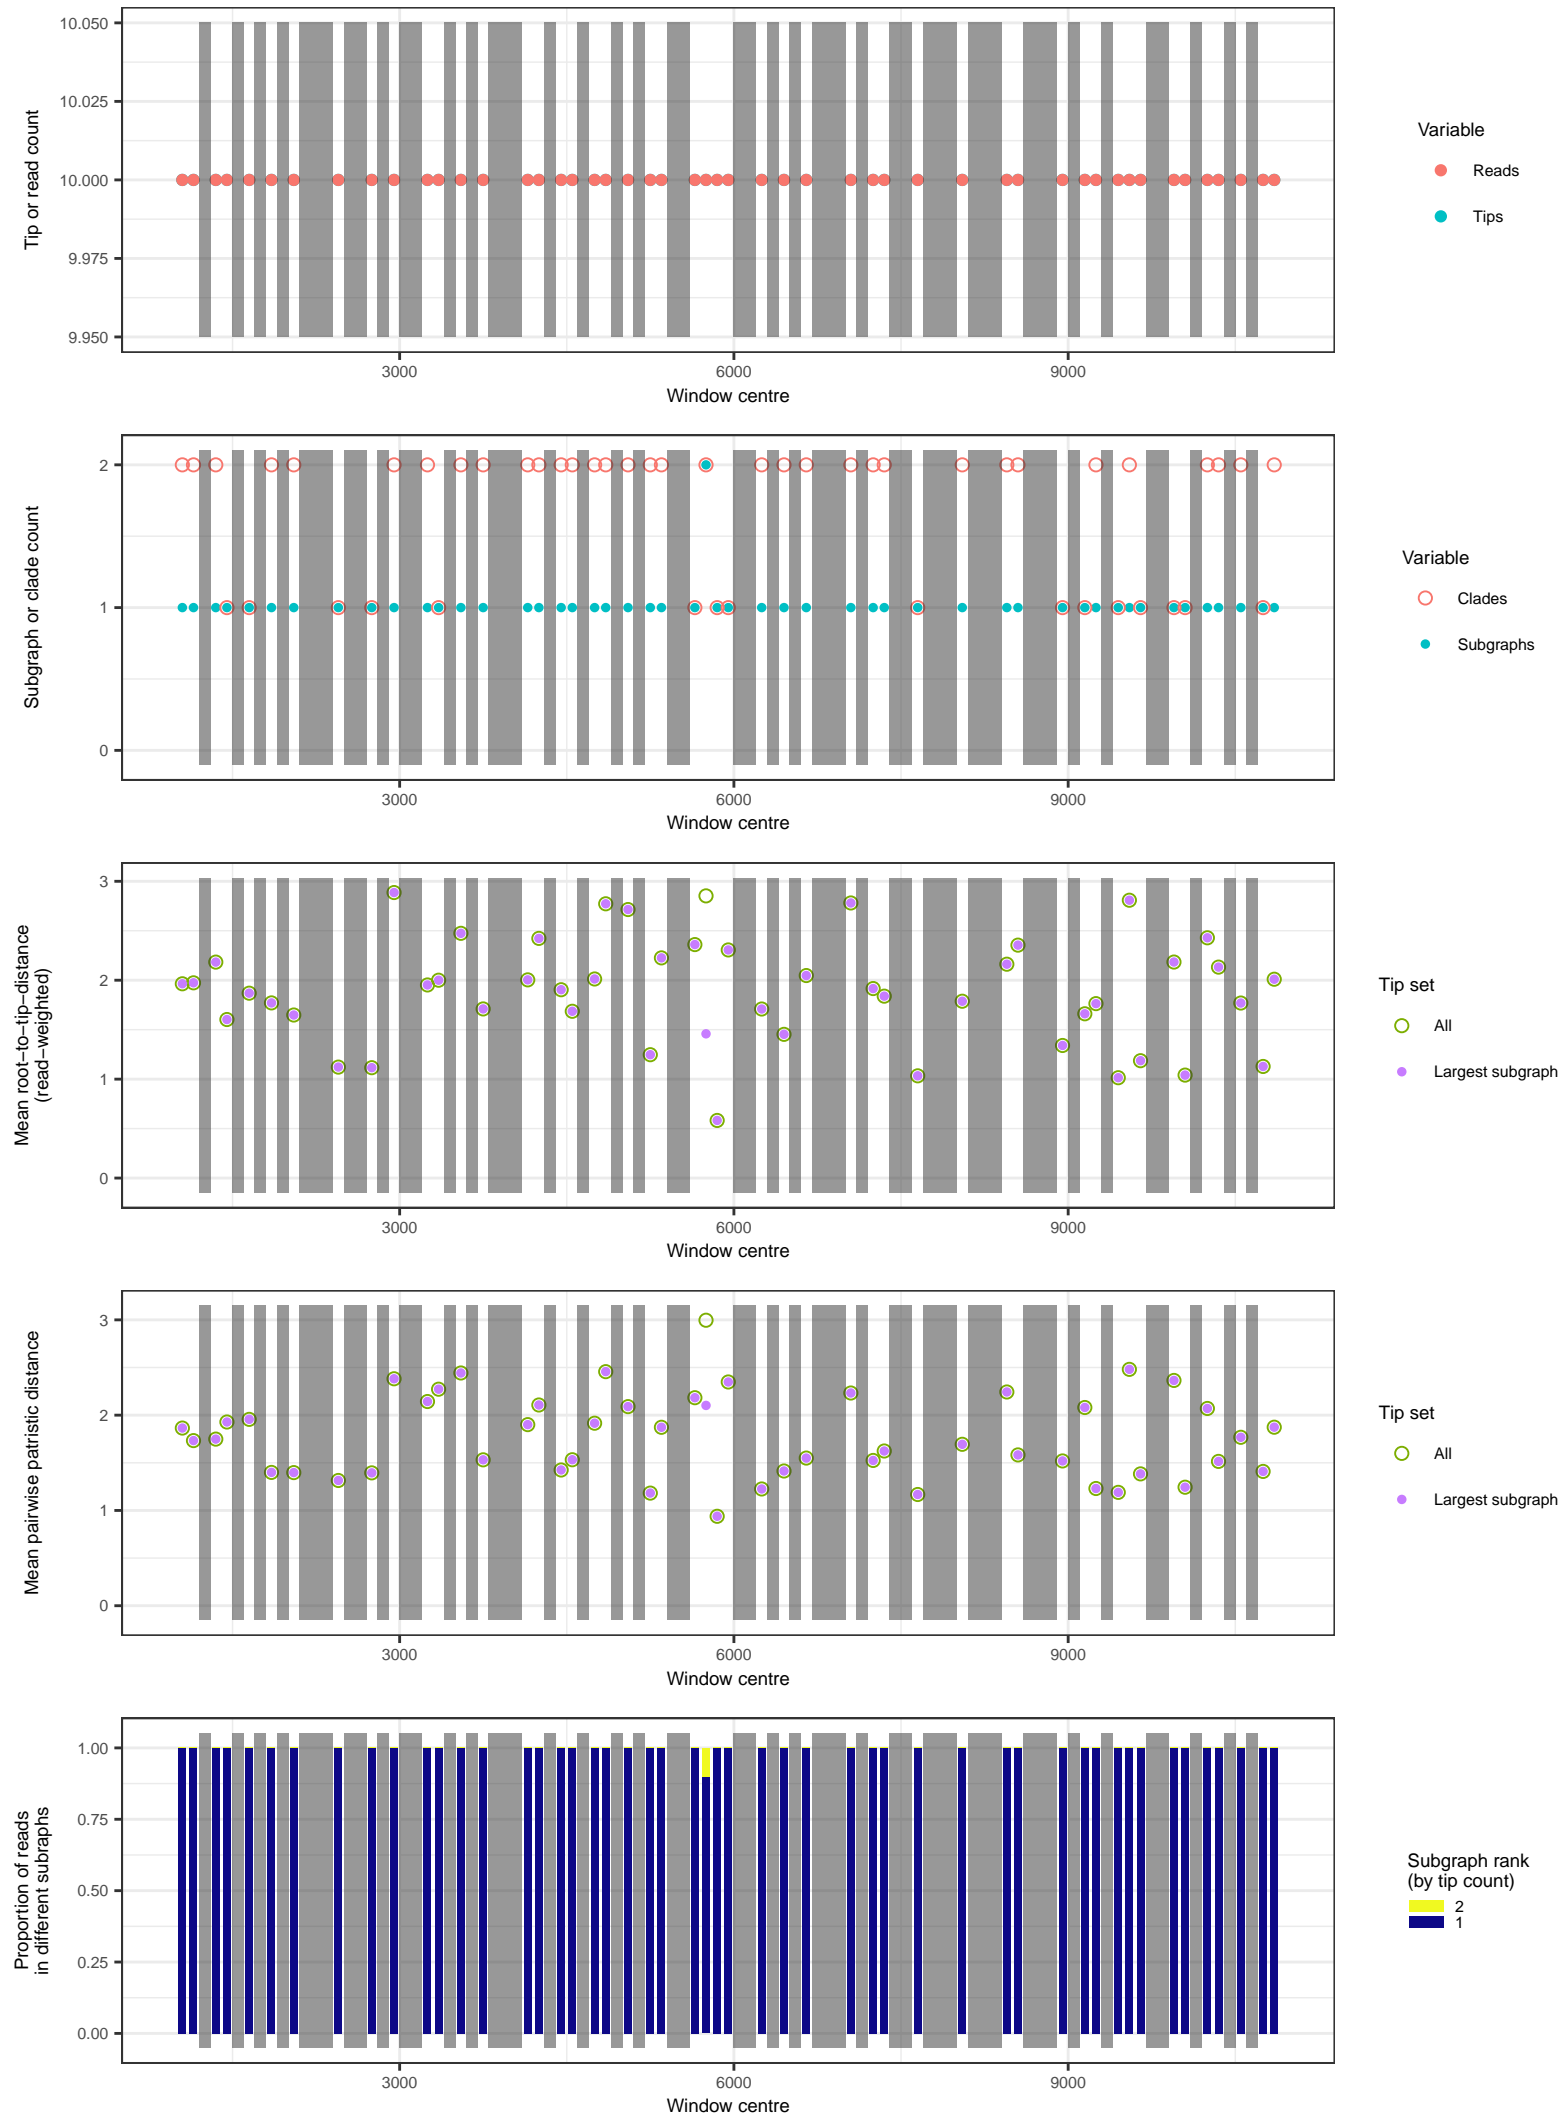 10.050
10.025
10.000
9.975
9.950
Tip or read count
3000
6000
9000
Window centre
Variable
Reads
Tips
2
1
0
Subgraph or clade count
3000
6000
9000
Window centre
Variable
Clades
Subgraphs
3
2
1
0
Mean root−to−tip−distance
(read−weighted)
3000
6000
9000
Window centre
Tip set
All
Largest subgraph
3
2
1
0
Mean pairwise patristic distance
3000
6000
9000
Window centre
Tip set
All
Largest subgraph
1.00
0.75
0.50
0.25
0.00
Proportion of reads
in different subraphs
3000
6000
9000
Window centre
Subgraph rank
(by tip count)
2
1